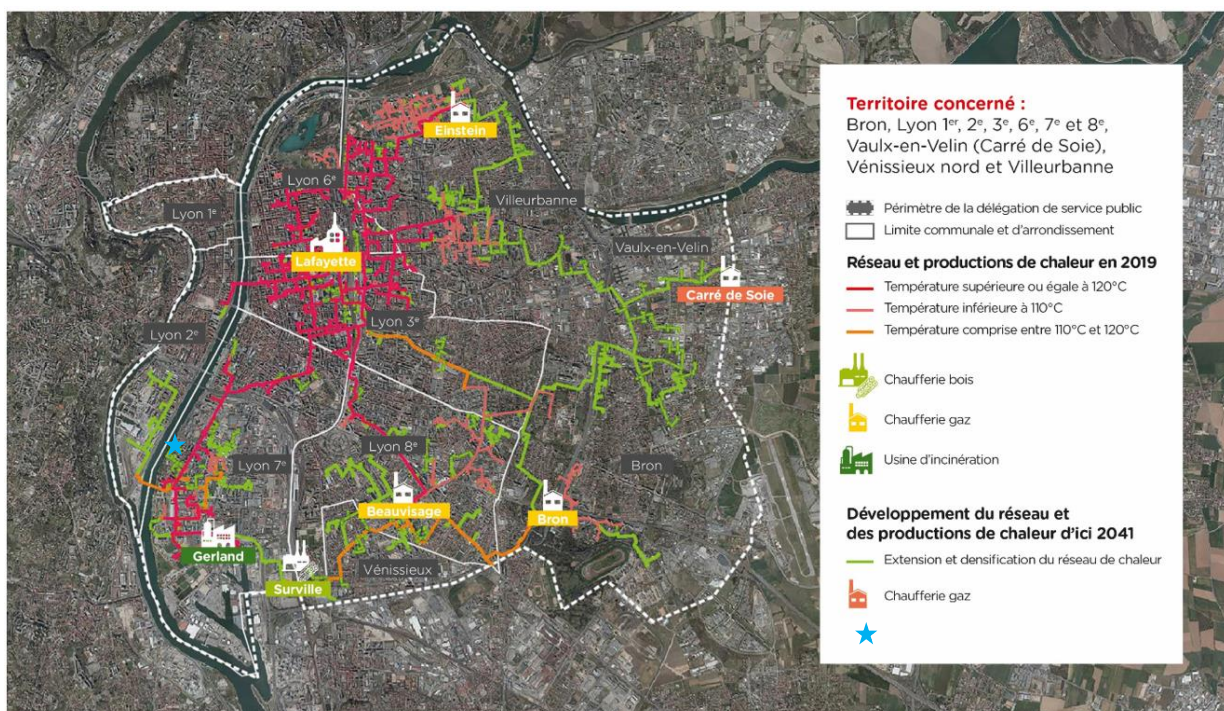 Einstein
Lyon 6e
Villeurbanne
Lyon 1er
Vaulx-en-Velin
Lafayette
Carré de Soie
Lyon 3e
Lyon 2e
Lyon 8e
Lyon 7e
Bron
Beauvisage
Bron
Gerland
Vénissieux
Surville
Territoire concerné :
Bron, Lyon 1er, 2e, 3e, 6e, 7e et 8e,
Vaulx-en-Velin (Carré de Soie),
Vénissieux nord et Villeurbanne
Périmètre de la délégation de service public
Limite communale et d'arrondissement
Réseau et productions de chaleur en 2019
Température supérieure ou égale à 120°C
Température inférieure à 110°C
Température comprise entre 110°C et 120°C
Chaufferie bois
Chaufferie gaz
Usine d'incinération
Développement du réseau et
des productions de chaleur d'ici 2041
Extension et densification du réseau de chaleur
Chaufferie gaz